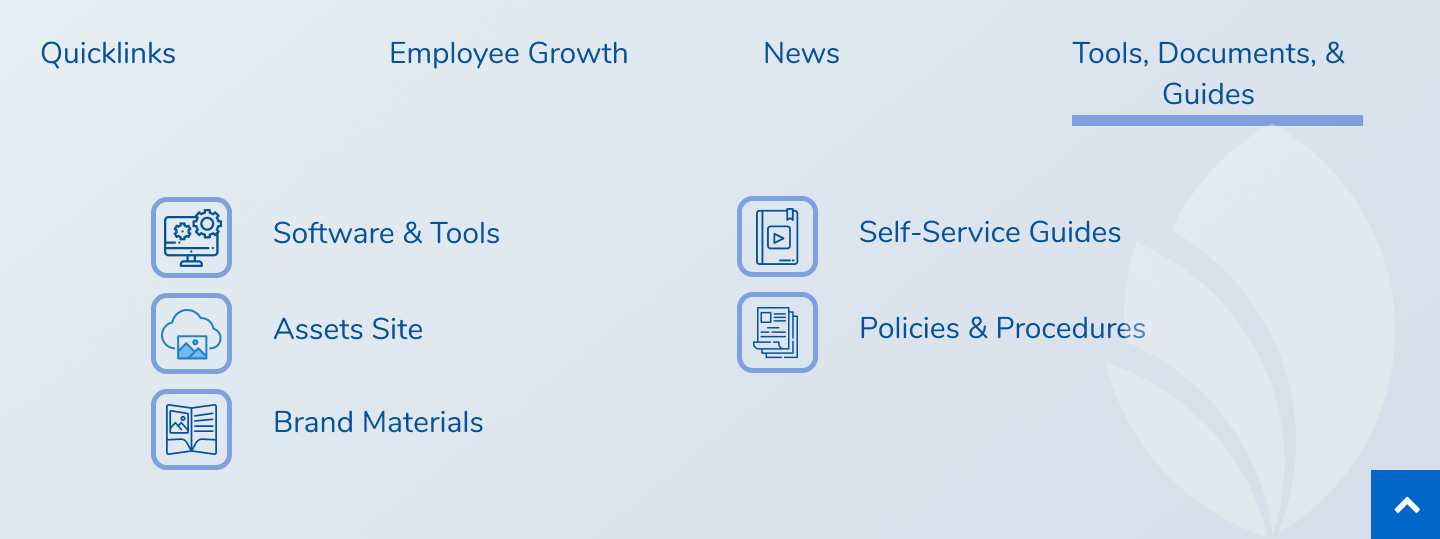 Quicklinks
Employee Growth
News
Tools, Documents, &
Guides
Software & Tools
Self-Service Guides
Assets Site
Policies & Procedures
Brand Materials